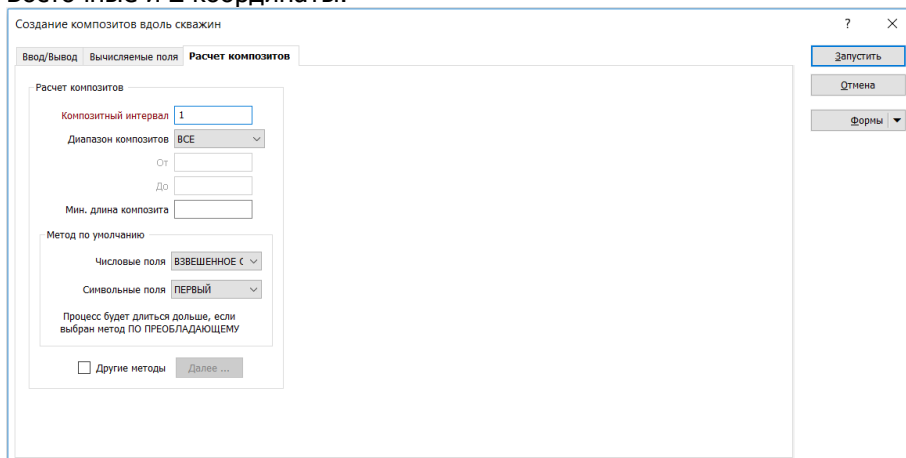 восточные и Z координаты.
Создание композитов вдоль скважин
?
Ввод/Вывод Вычисляемые поля Расчет композитов
Запустить
Отмена
Формы
Расчет композитов
Композитный интервал 1
Диапазон композитов ВСЕ
От
До
Мин. длина композита
Метод по умолчанию
Числовые поля ВЗВЕШЕННОЕ С
Символьные поля ПЕРВЫЙ
Процесс будет длиться дольше, если
выбран метод ПО ПРЕОБЛАДАЮЩЕМУ
Другие методы Далее ...